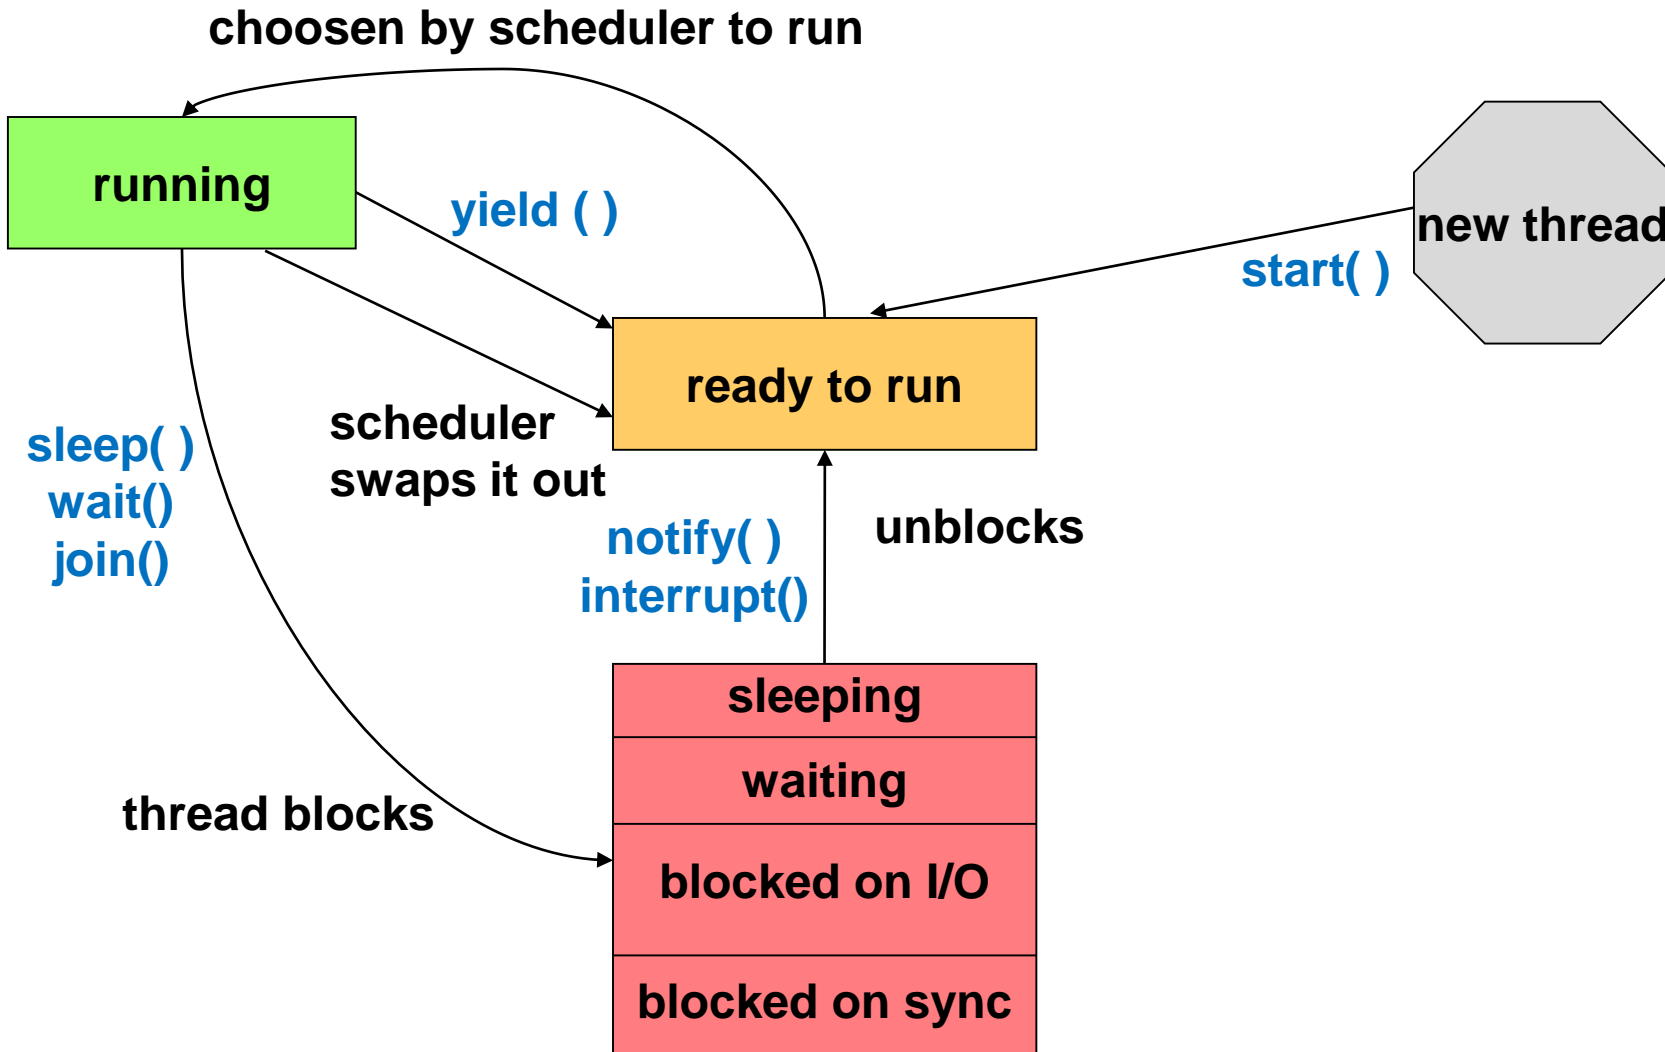 choosen by scheduler to run
running
yield ( )
new thread
start( )
ready to run
scheduler
swaps it out
sleep( )
wait()
join()
notify( )
interrupt()
unblocks
sleeping
waiting
thread blocks
blocked on I/O
blocked on sync